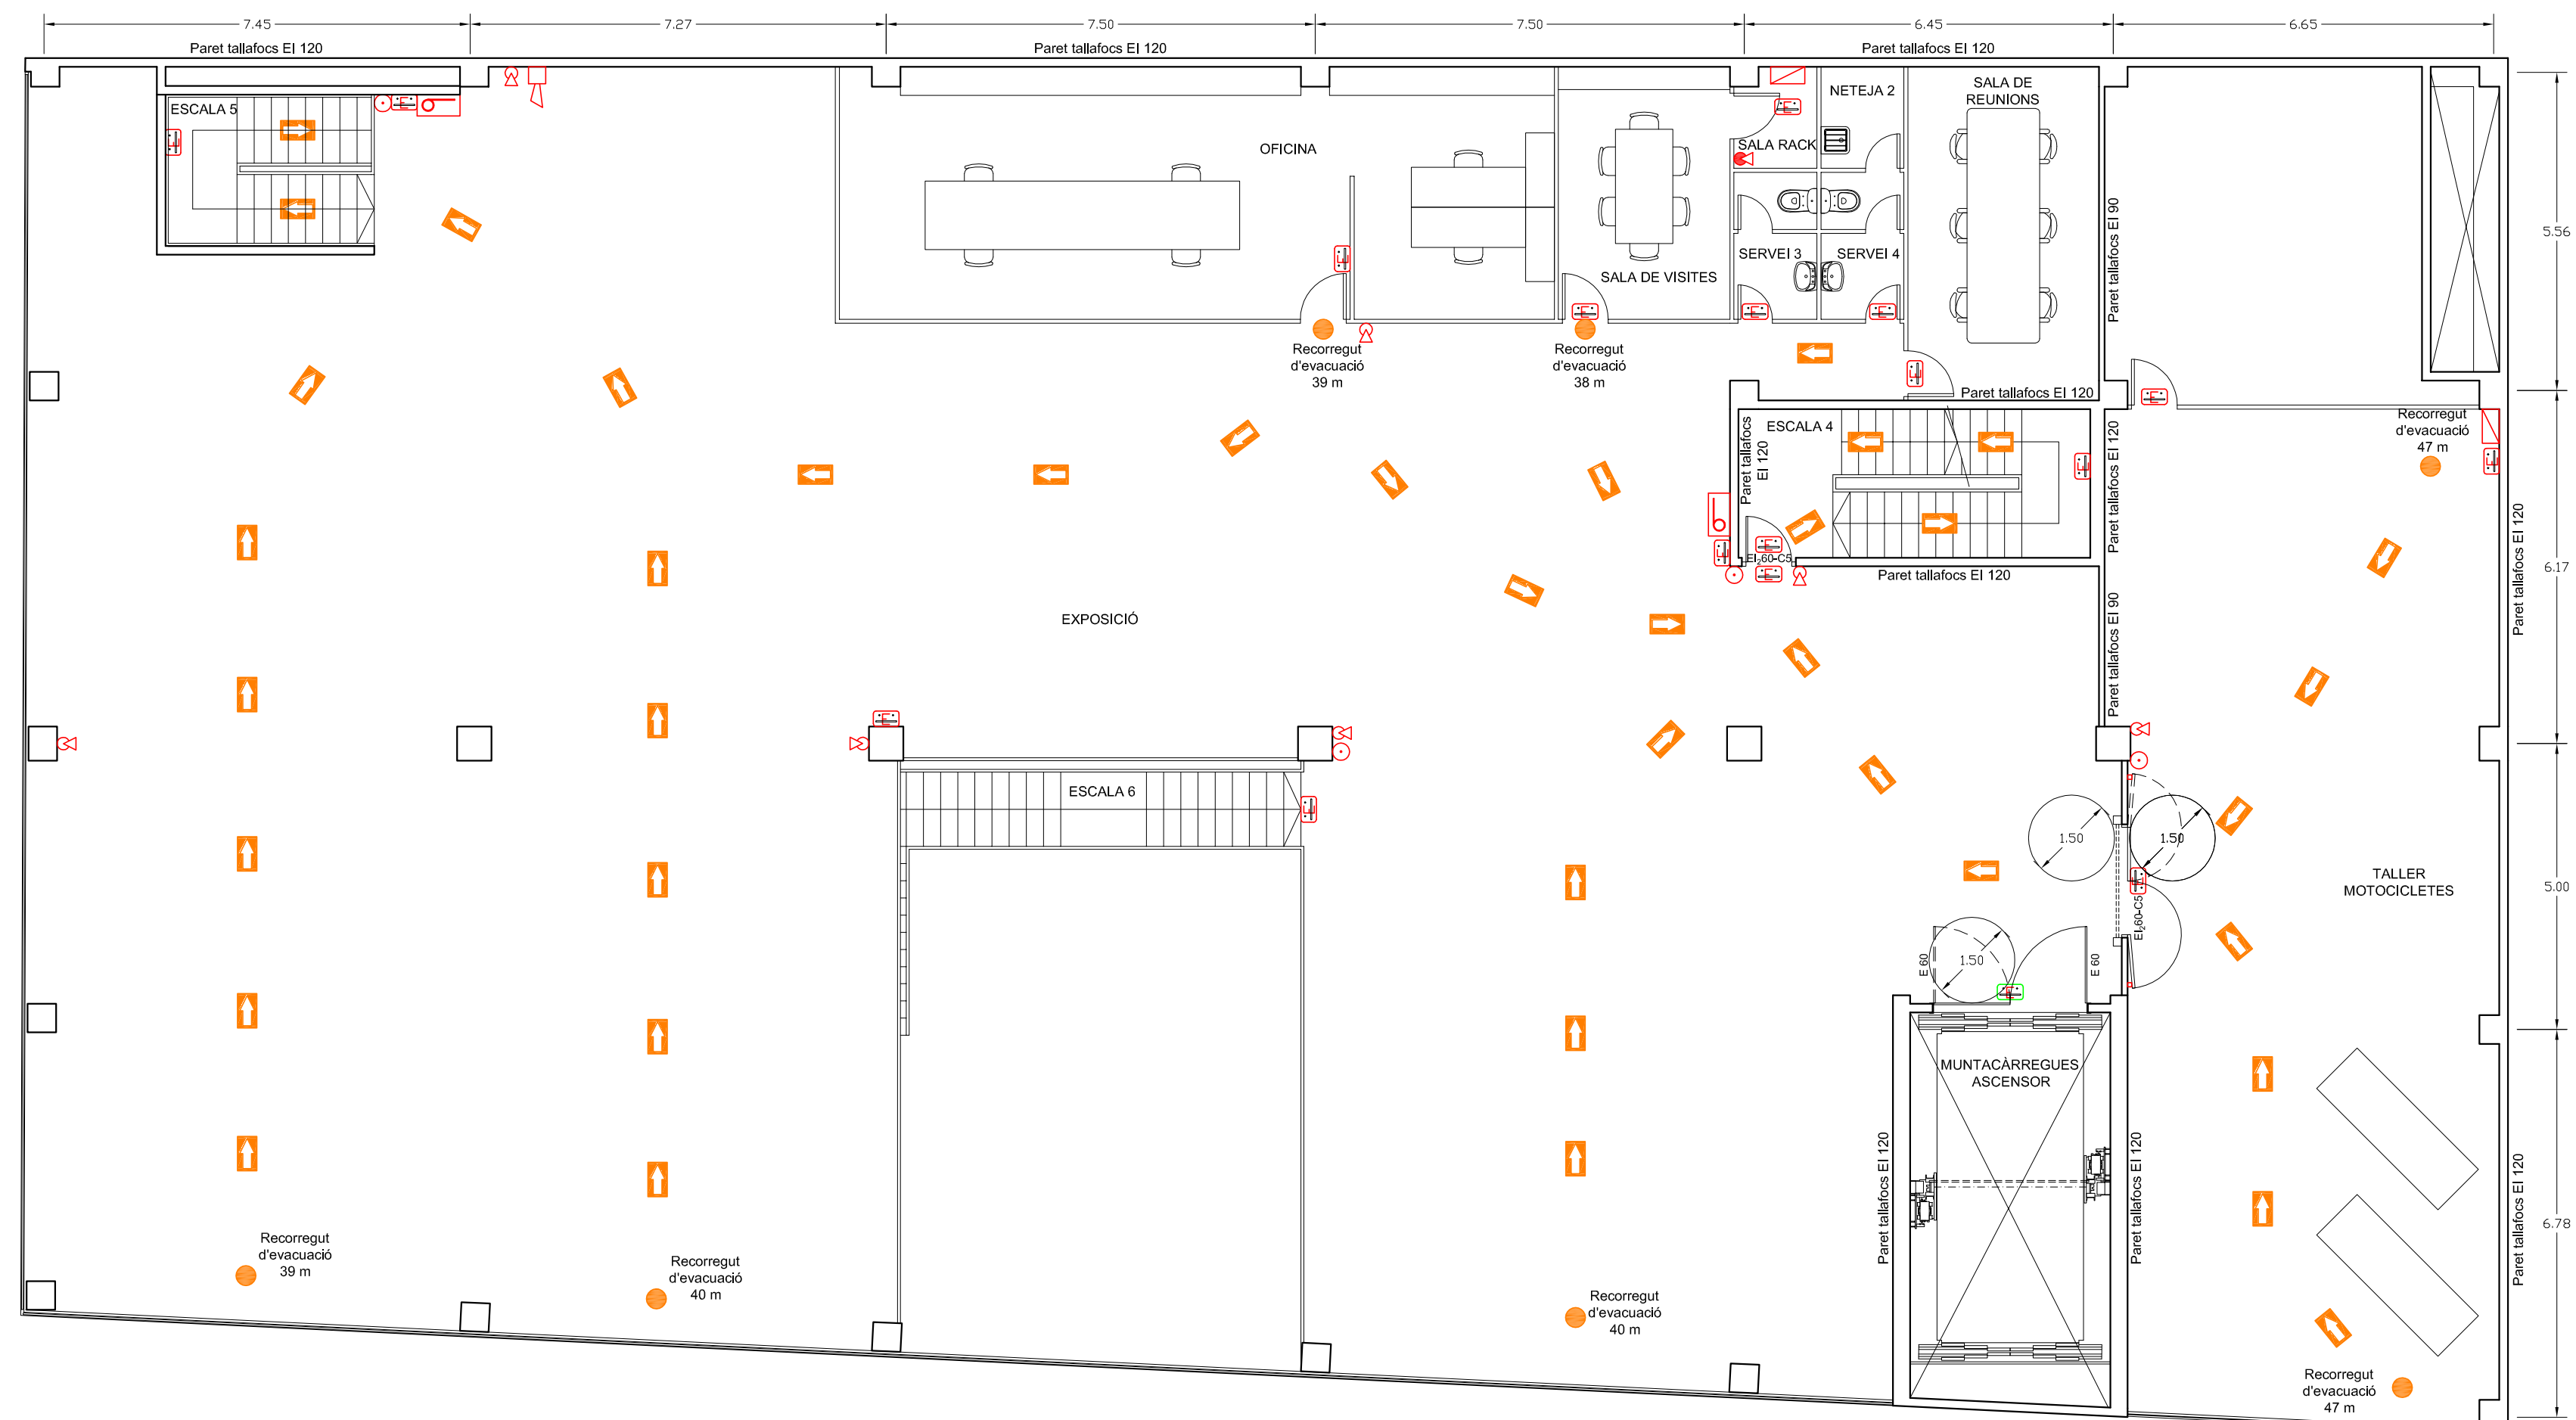 7.45
7.27
7.50
7.50
6.45
6.65
Paret tallafocs EI 120
Paret tallafocs EI 120
Paret tallafocs EI 120
ESCALA 5
E
E
OFICINA
E
SALA DE VISITES
E
SALA RACK
E
NETEJA 2
SALA DE
REUNIONS
SERVEI 3
SERVEI 4
E
E
E
Paret tallafocs EI 90
5.56
Recorregut
d'evacuació
39 m
Recorregut
d'evacuació
38 m
Paret tallafocs EI 120
E
Recorregut
d'evacuació
47 m
E
Paret tallafocs
EI 120
ESCALA 4
E
Paret tallafocs EI 120
E
E
EI₂60-C5
E
Paret tallafocs EI 120
Paret tallafocs EI 120
6.17
EXPOSICIÓ
Paret tallafocs EI 90
E
ESCALA 6
E
1.50
1.50
E
EI₂60-C5
TALLER
MOTOCICLETES
5.00
E 60
1.50
E 60
E
MUNTACÀRREGUES
ASCENSOR
Paret tallafocs EI 120
Paret tallafocs EI 120
Paret tallafocs EI 120
6.78
Recorregut
d'evacuació
39 m
Recorregut
d'evacuació
40 m
Recorregut
d'evacuació
40 m
Recorregut
d'evacuació
47 m